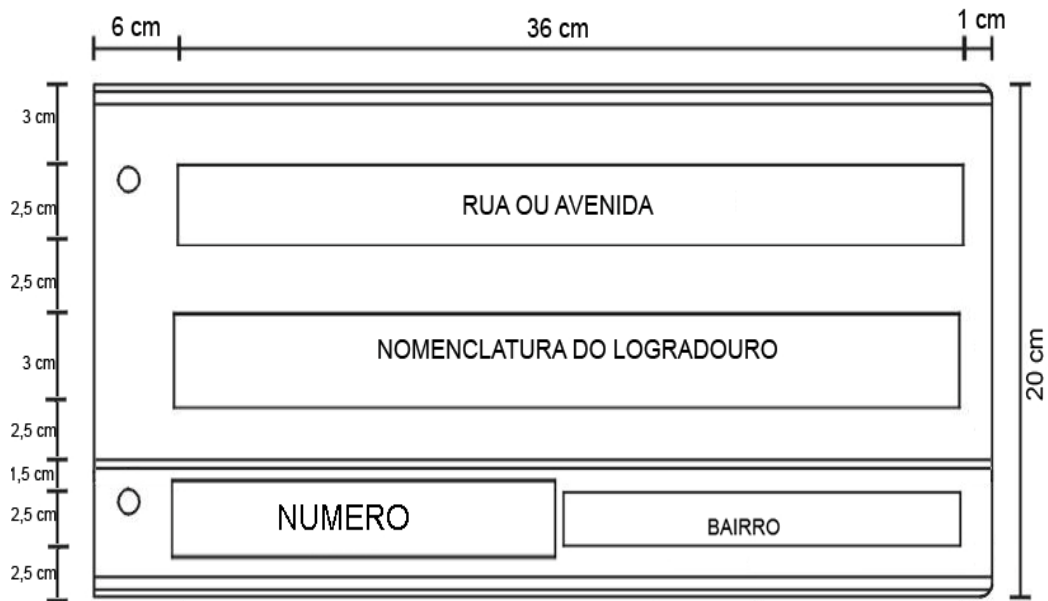 6 cm
36 cm
1 cm
3 cm
2,5 cm
RUA OU AVENIDA
2,5 cm
3 cm
NOMENCLATURA DO LOGRADOURO
20 cm
2,5 cm
1,5 cm
2,5 cm
NUMERO
BAIRRO
2,5 cm